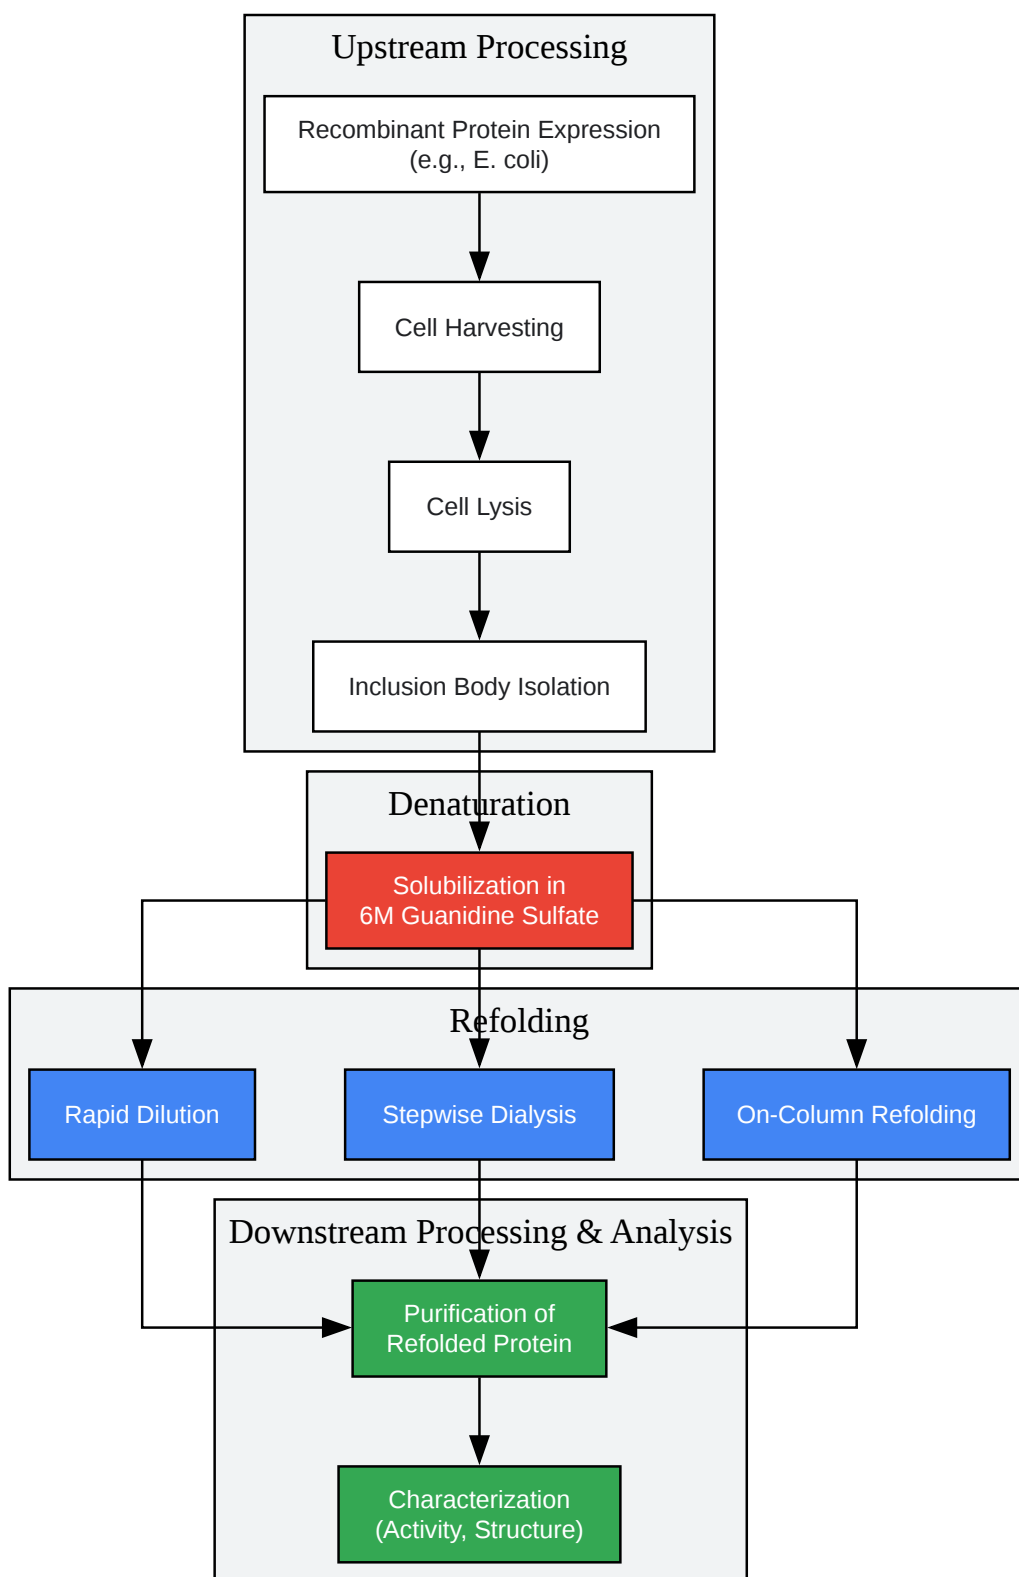 Upstream Processing
Recombinant Protein Expression
(e.g., E. coli)
Cell Harvesting
Cell Lysis
Inclusion Body Isolation
Denaturation
Solubilization in
6M Guanidine Sulfate
Refolding
Rapid Dilution
Stepwise Dialysis
On-Column Refolding
Downstream Processing & Analysis
Purification of
Refolded Protein
Characterization
(Activity, Structure)